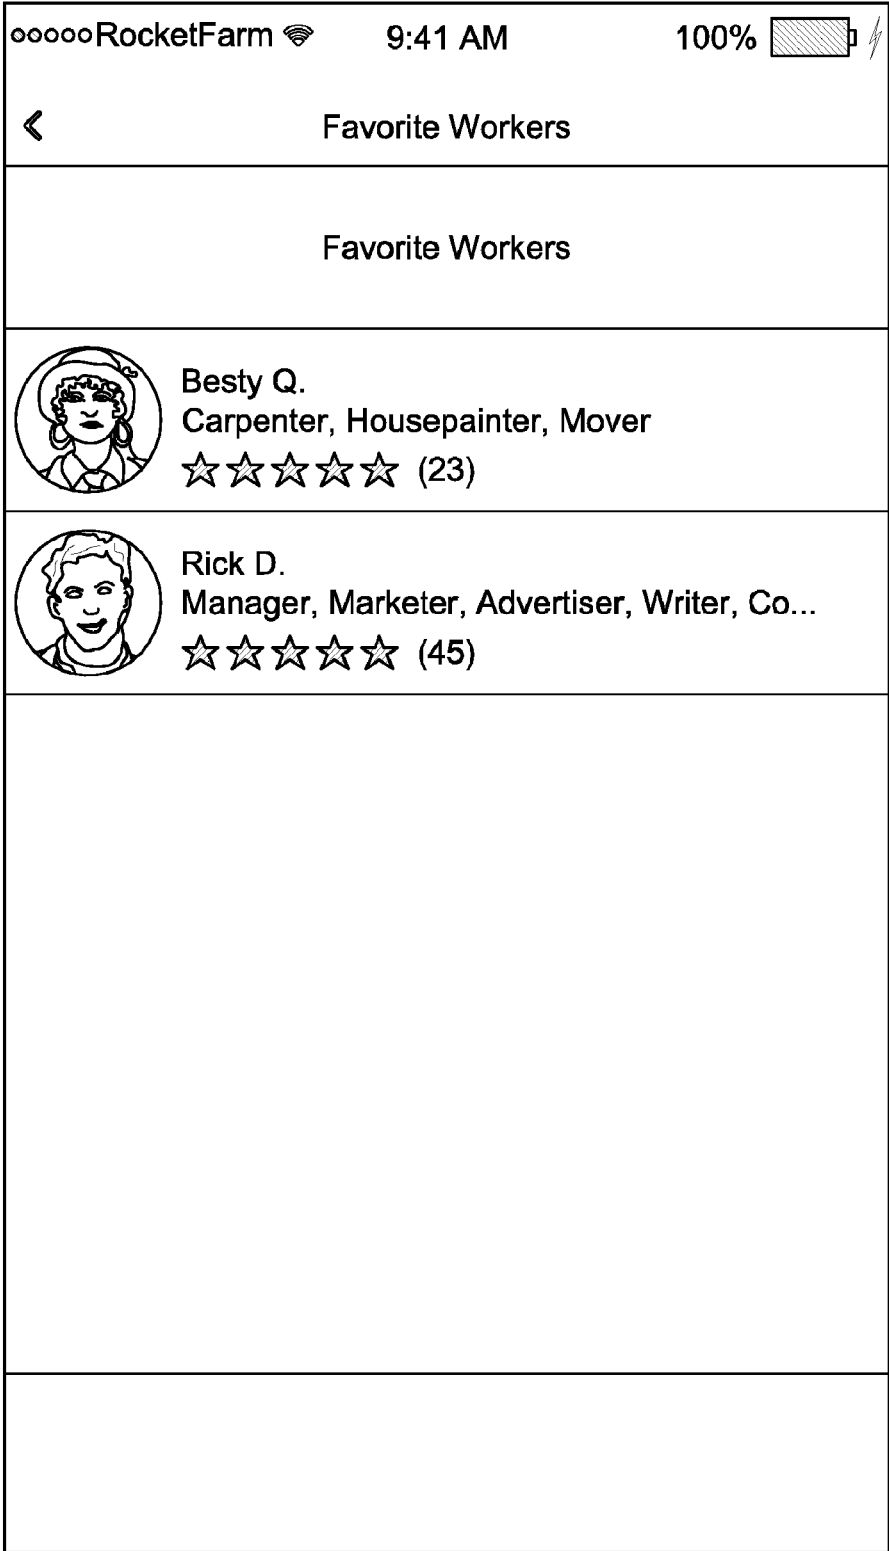 RocketFarm 9:41 AM 100%
Favorite Workers
Favorite Workers
Besty Q.
Carpenter, Housepainter, Mover
(23)
Rick D.
Manager, Marketer, Advertiser, Writer, Co...
(45)